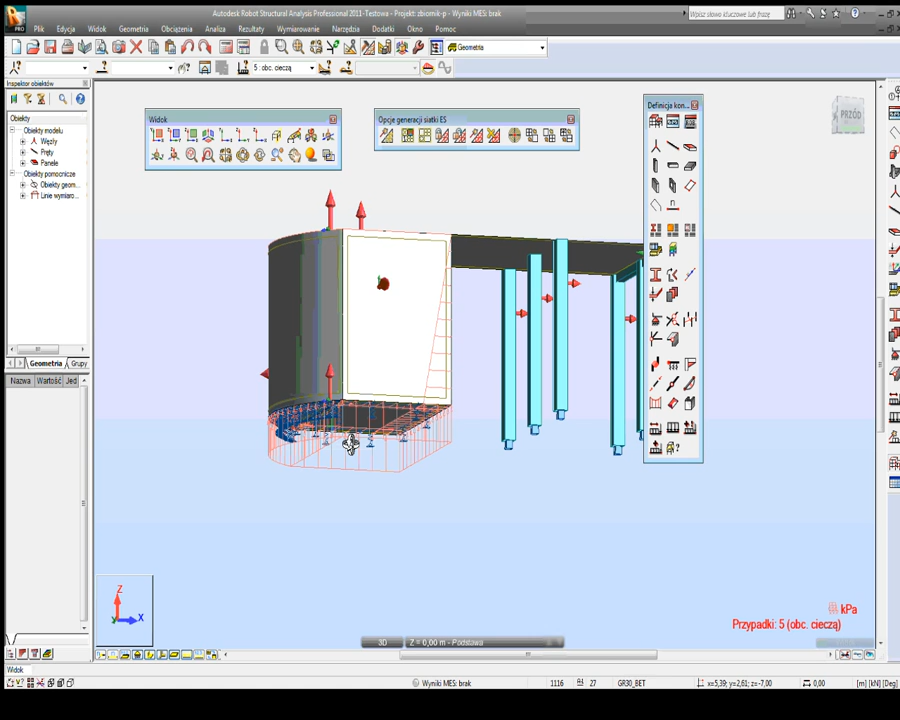 Autodesk Robot Structural Analysis Professional 2011-Testowa - Projekt: zbiornik-p - Wyniki MES: brak
Wpisz słowo kluczowe lub frazę
PRO
Plik Edycja Widok Geometria Obciążenia Analiza Rezultaty Wymiarowanie Narzędzia Dodatki Okno Pomoc
Geometria
5 : obc. cieczą
Inspektor obiektów
Obiekty
Obiekty modelu
Węzły
Pręty
Panele
Obiekty pomocnicze
Obiekty geom...
Linie wymiaro...
Geometria Grupy
Nazwa Wartość Jed
Widok
Opcje generacji siatki ES
Definicja kon...
PRZÓD
Z
X
Y
kPa
Przypadki: 5 (obc. cieczą)
3D Z = 0,00 m - Podstawa
Widok
Wyniki MES: brak 1116 27 GR30_BET x=5,39; y=2,61; z=-7,00 0,00 [m] [kN] [Deg]